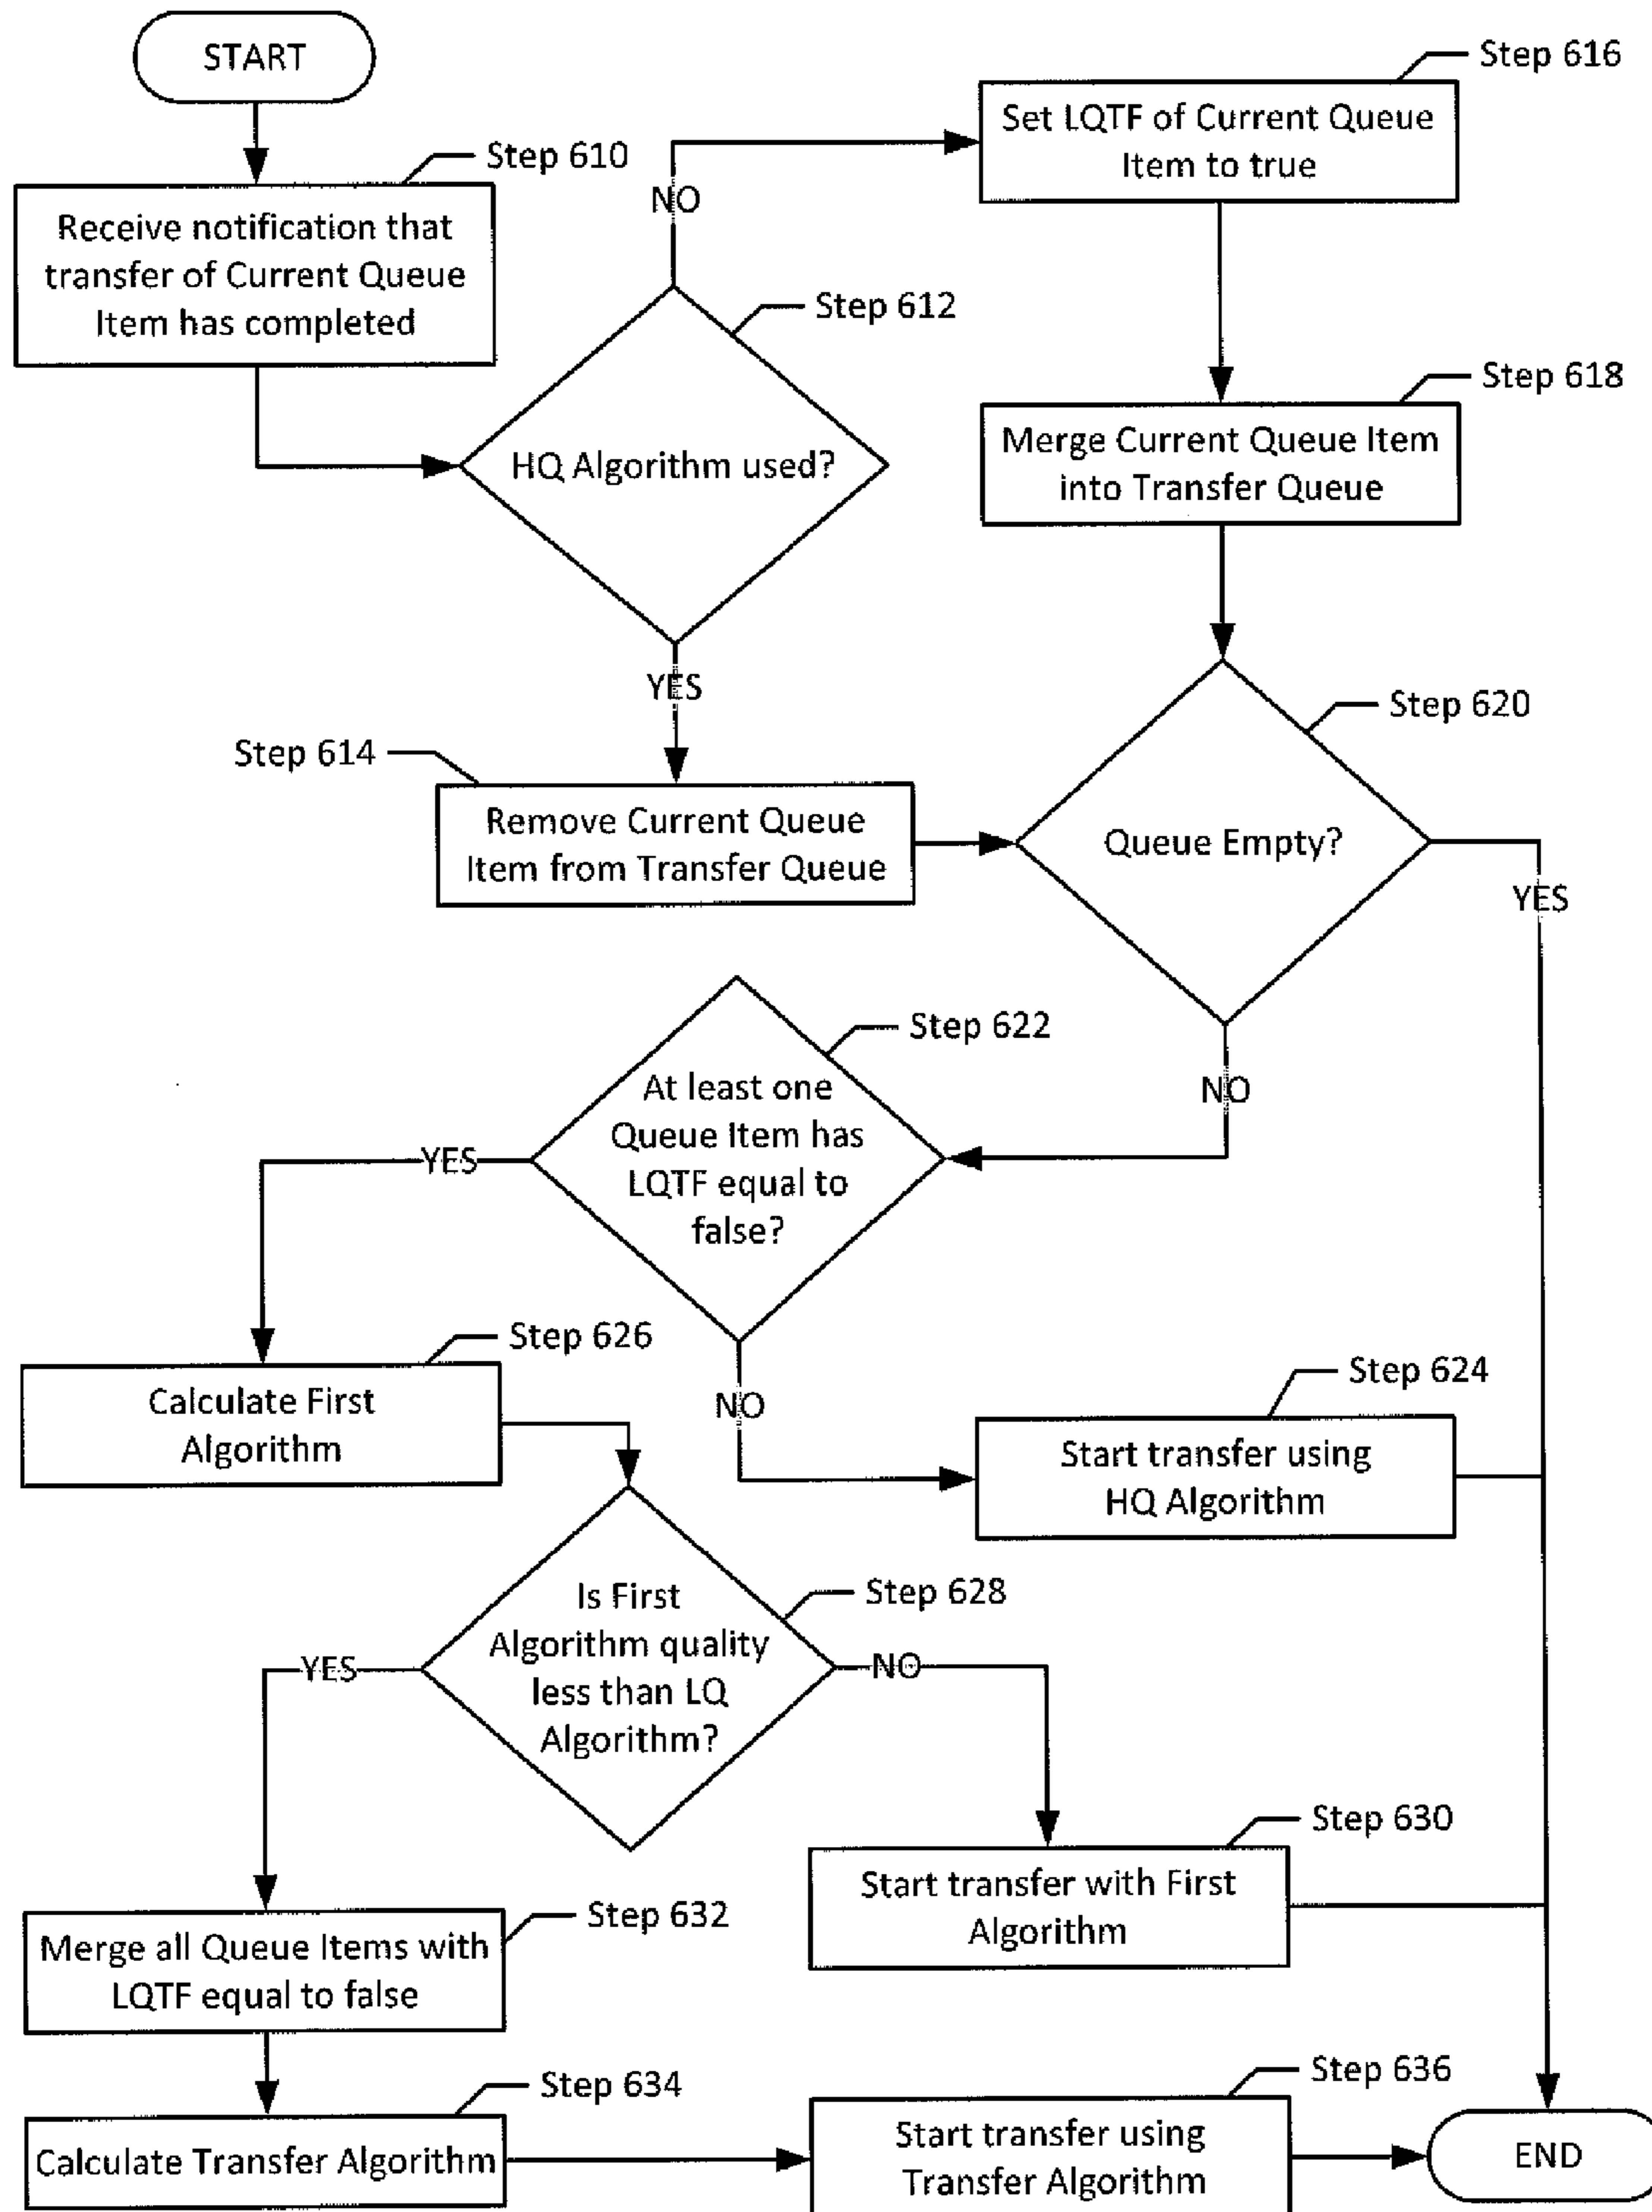 START
Step 610
Receive notification that
transfer of Current Queue
Item has completed
NO
Step 612
HQ Algorithm used?
YES
Step 614
Remove Current Queue
Item from Transfer Queue
Step 616
Set LQTF of Current Queue
Item to true
Step 618
Merge Current Queue Item
into Transfer Queue
Step 620
Queue Empty?
YES
NO
Step 622
At least one
Queue Item has
LQTF equal to
false?
YES
NO
Step 624
Start transfer using
HQ Algorithm
Step 626
Calculate First
Algorithm
Step 628
Is First
Algorithm quality
less than LQ
Algorithm?
YES
NO
Step 630
Start transfer with First
Algorithm
Step 632
Merge all Queue Items with
LQTF equal to false
Step 634
Calculate Transfer Algorithm
Step 636
Start transfer using
Transfer Algorithm
END